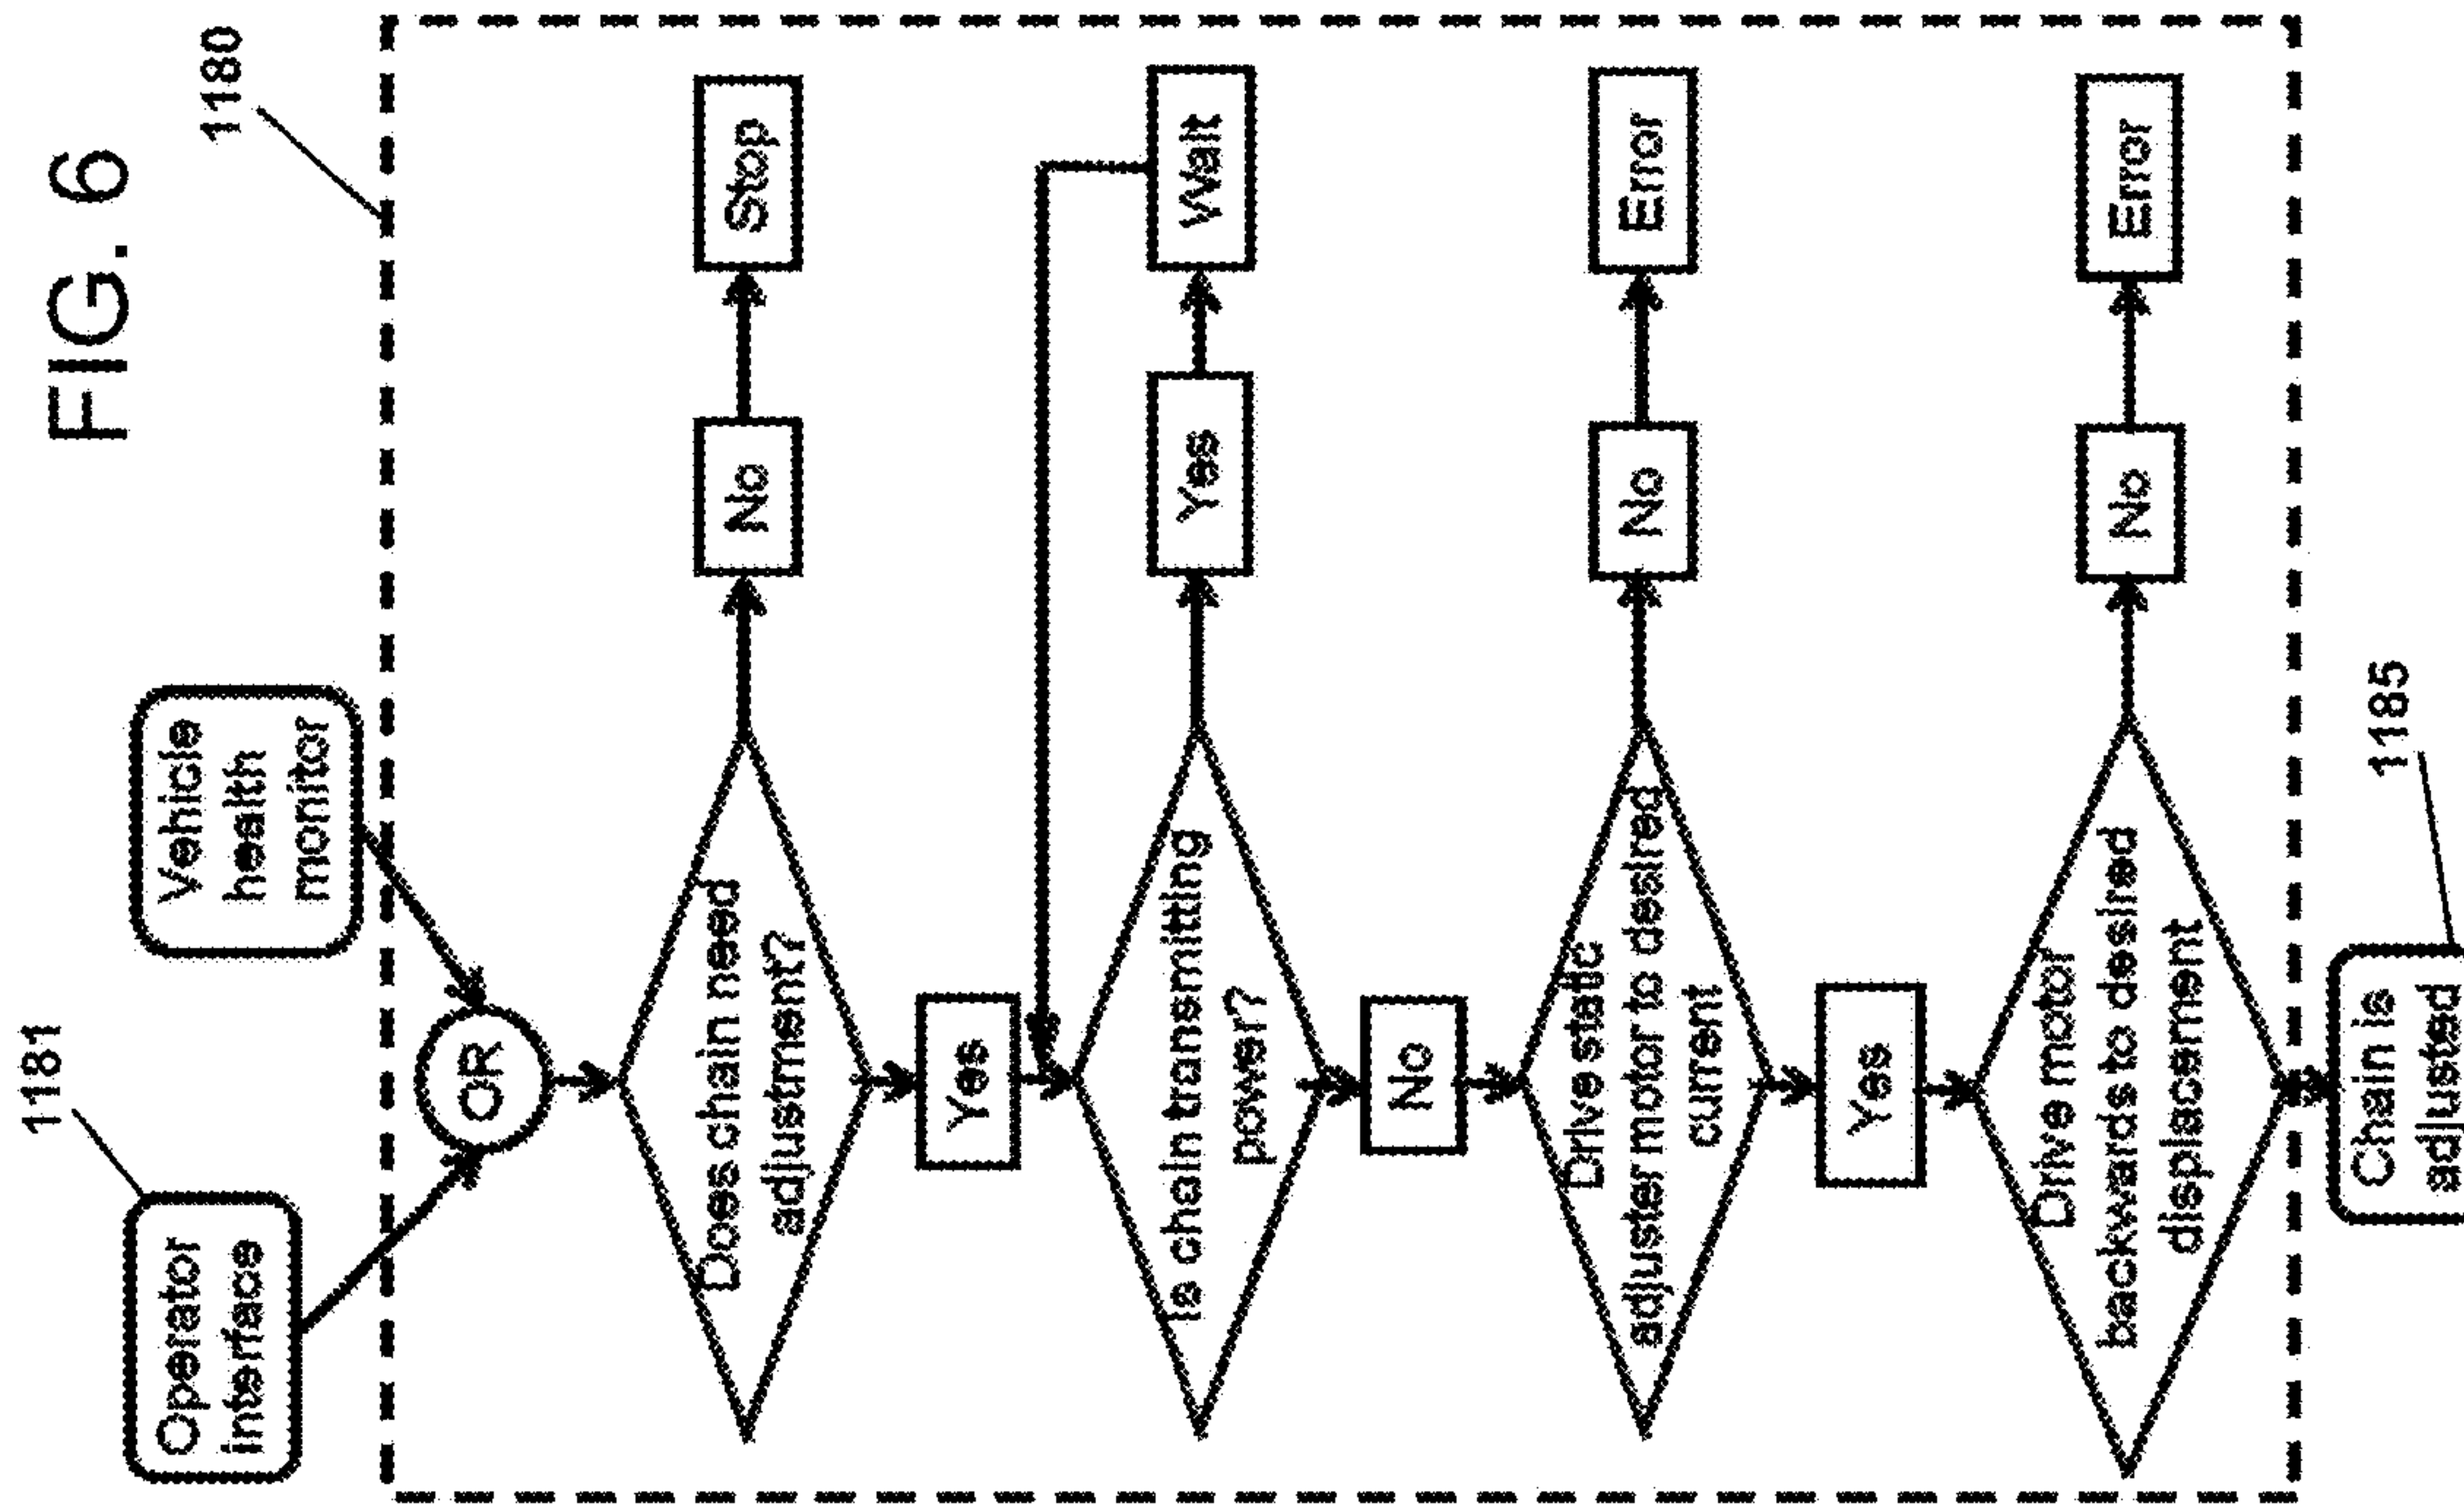 FIG. 6
1180
1181
Operator
interface
Vehicle
health
monitor
OR
Does chain need
adjustment?
No
Stop
Yes
Is chain transmitting
power?
Yes
Wait
No
Drive static
adjuster motor to desired
current
No
Error
Yes
Drive motor
backwards to desired
displacement
No
Error
Chain is
adjusted
1185